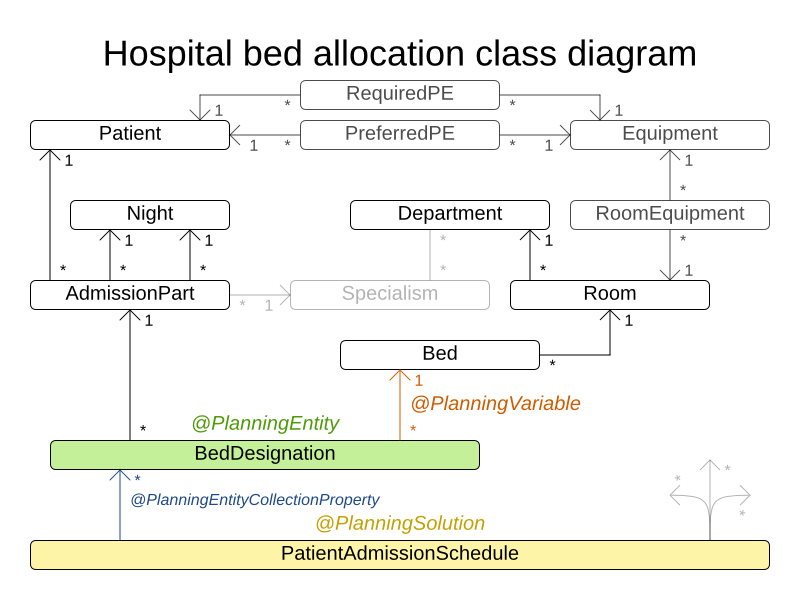 Hospital bed allocation class diagram
RequiredPE
1 * * 1
Patient PreferredPE Equipment
1 * * 1
1 1
*
Night Department RoomEquipment
1 1 * 1 *
* * * * * 1
AdmissionPart Specialism Room
* 1
1 1
Bed
*
1
@PlanningVariable
@PlanningEntity
* *
BedDesignation
*
@PlanningEntityCollectionProperty
* * *
@PlanningSolution
PatientAdmissionSchedule